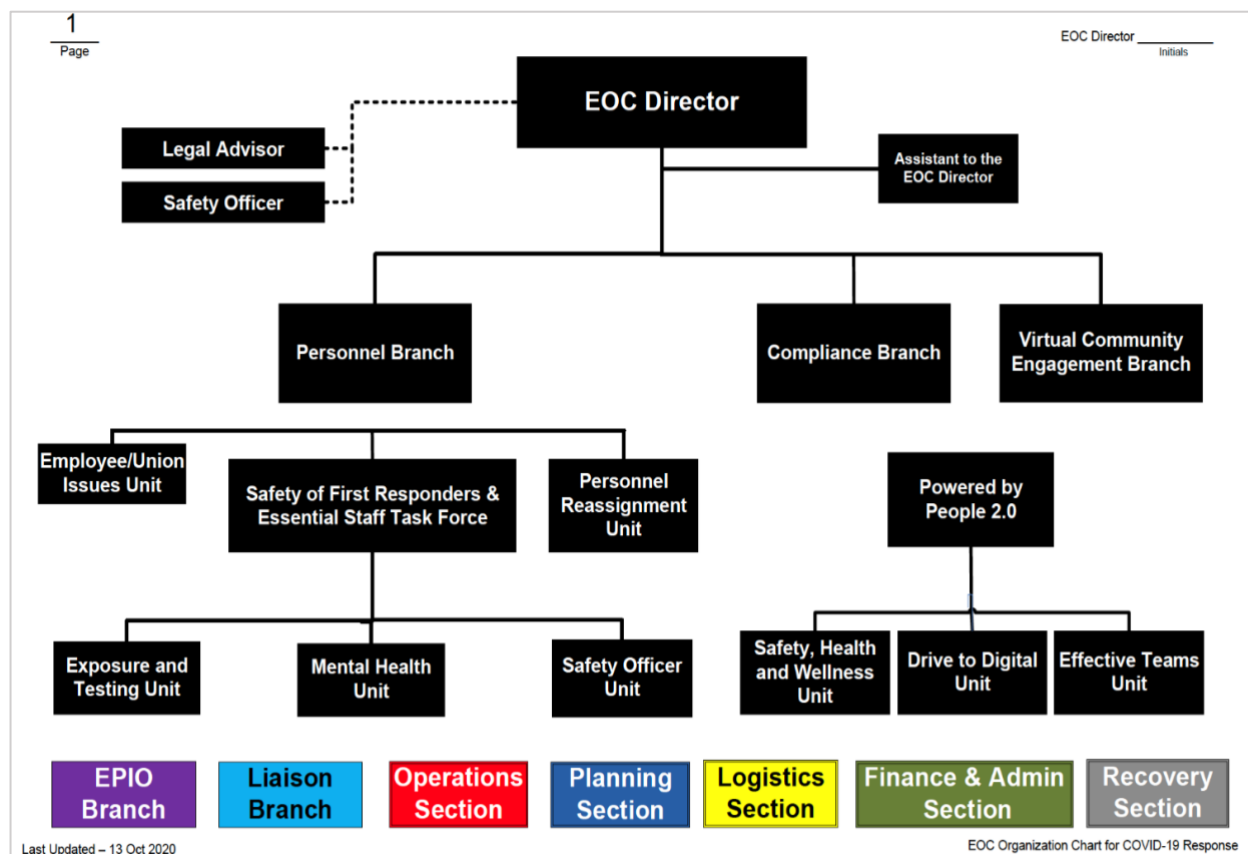 1
Page
EOC Director
Initials
EOC Director
Legal Advisor
Safety Officer
Assistant to the
EOC Director
Personnel Branch
Compliance Branch
Virtual Community
Engagement Branch
Employee/Union
Issues Unit
Safety of First Responders &
Essential Staff Task Force
Personnel
Reassignment
Unit
Powered by
People 2.0
Exposure and
Testing Unit
Mental Health
Unit
Safety Officer
Unit
Safety, Health
and Wellness
Unit
Drive to Digital
Unit
Effective Teams
Unit
EPIO
Branch
Liaison
Branch
Operations
Section
Planning
Section
Logistics
Section
Finance & Admin
Section
Recovery
Section
Last Updated – 13 Oct 2020
EOC Organization Chart for COVID-19 Response